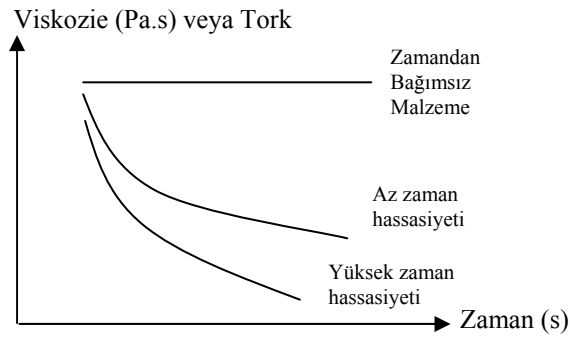 Viskozie (Pa.s) veya Tork
Zamandan
Bağımsız
Malzeme
Az zaman
hassasiyeti
Yüksek zaman
hassasiyeti
Zaman (s)